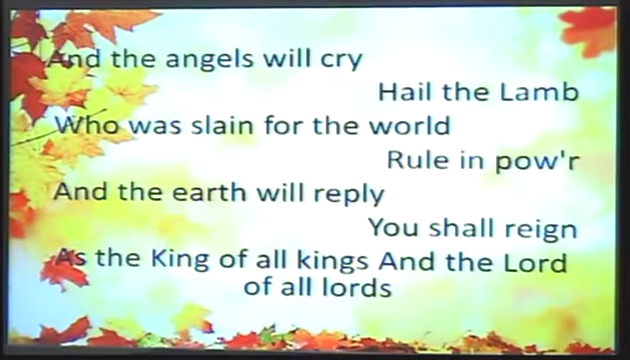 And the angels will cry
Hail the Lamb
Who was slain for the world
Rule in pow'r
And the earth will reply
You shall reign
As the King of all kings And the Lord
of all lords